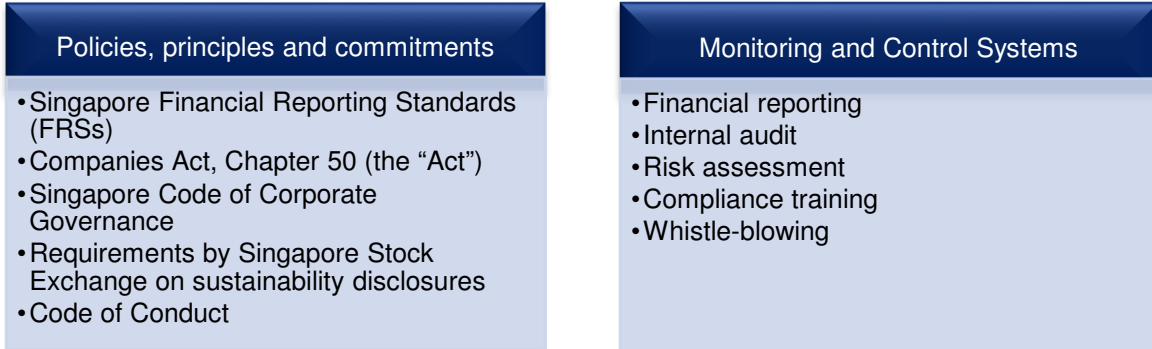 Policies, principles and commitments
•Singapore Financial Reporting Standards
(FRSs)
•Companies Act, Chapter 50 (the “Act”)
•Singapore Code of Corporate
Governance
•Requirements by Singapore Stock
Exchange on sustainability disclosures
•Code of Conduct
Monitoring and Control Systems
•Financial reporting
•Internal audit
•Risk assessment
•Compliance training
•Whistle-blowing